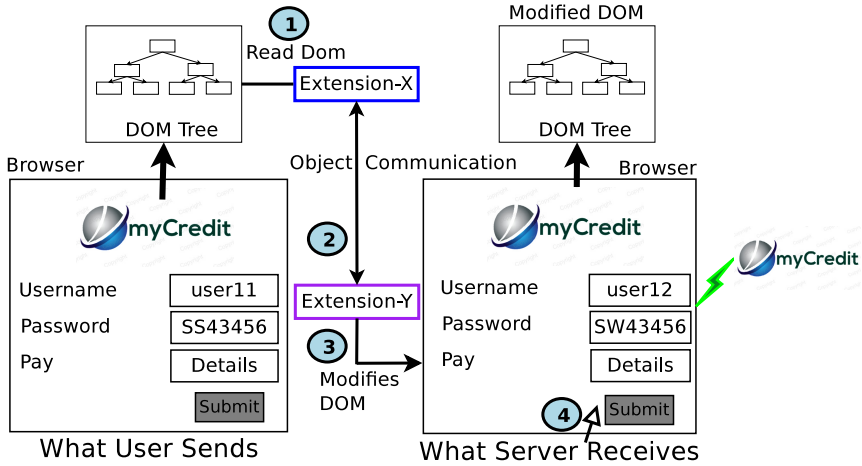 1
Modified DOM
Read Dom
Extension-X
DOM Tree
DOM Tree
Browser
Object Communication
Browser
myCredit
myCredit
2
myCredit
Username
user11
Extension-Y
Username
user12
Password
SS43456
3
Password
SW43456
Pay
Details
Modifies
DOM
Pay
Details
Submit
4
Submit
What User Sends
What Server Receives